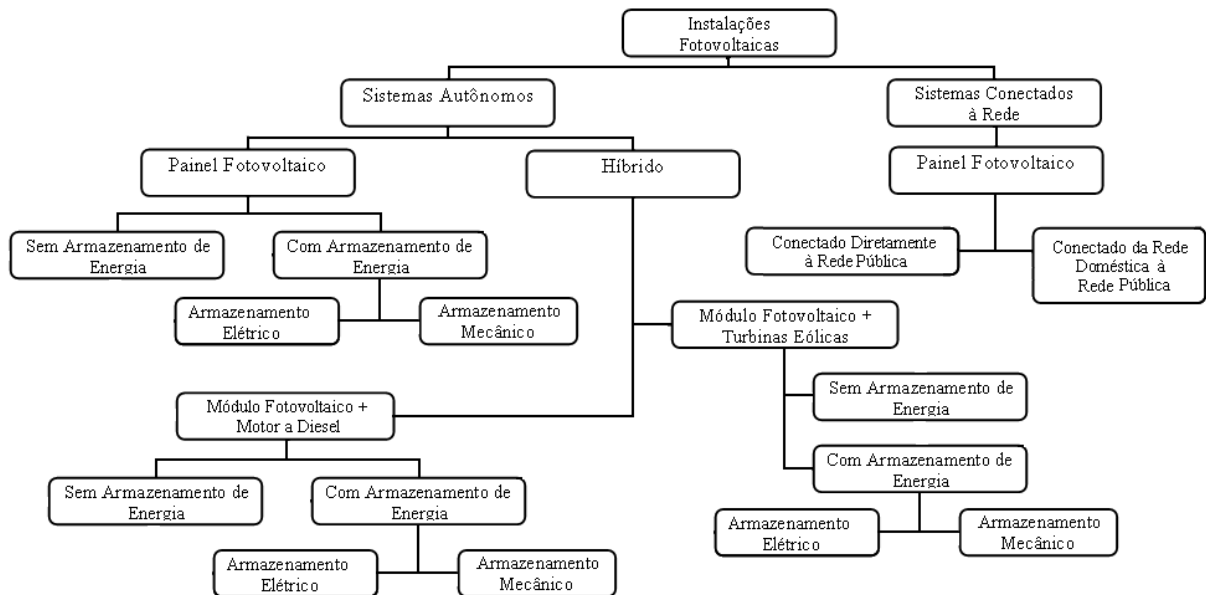 Instalações
Fotovoltaicas
Sistemas Autônomos
Sistemas Conectados
à Rede
Painel Fotovoltaico
Híbrido
Painel Fotovoltaico
Sem Armazenamento de
Energia
Com Armazenamento de
Energia
Conectado Diretamente
à Rede Pública
Conectado da Rede
Doméstica à
Rede Pública
Armazenamento
Elétrico
Armazenamento
Mecânico
Módulo Fotovoltaico +
Turbinas Eólicas
Sem Armazenamento de
Energia
Módulo Fotovoltaico +
Motor a Diesel
Com Armazenamento de
Energia
Sem Armazenamento de
Energia
Com Armazenamento de
Energia
Armazenamento
Elétrico
Armazenamento
Mecânico
Armazenamento
Elétrico
Armazenamento
Mecânico